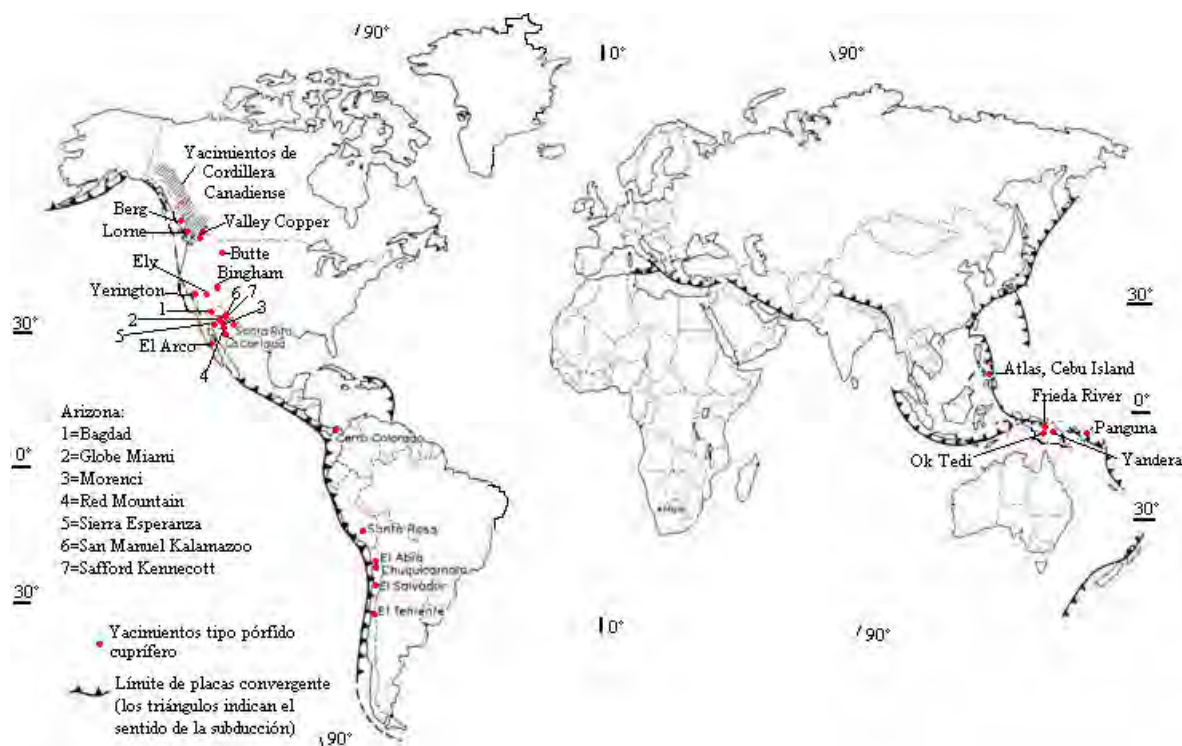 90°
0°
90°
Yacimientos de
Cordillera
Canadiense
Berg
Lorne
Valley Copper
Butte
Ely
Bingham
6 7
Yerington
1
3
2
5
Santa Rita
La Caridad
El Arco
4
30°
30°
Atlas, Cebu Island
Frieda River
0°
Panguna
Ok Tedi
Yandera
30°
Arizona:
1=Bagdad
2=Globe Miami
3=Morenci
4=Red Mountain
5=Sierra Esperanza
6=San Manuel Kalamazoo
7=Safford Kennecott
0°
Cerro Colorado
Santa Rosa
El Abra
Chuquicamata
El Salvador
El Teniente
30°
0°
90°
Yacimientos tipo pórfido
cuprífero
Límite de placas convergente
(los triángulos indican el
sentido de la subducción)
90°